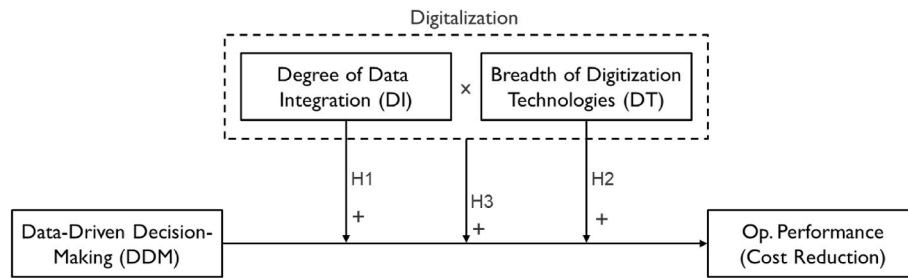 Digitalization
Degree of Data
Integration (DI)
x
Breadth of Digitization
Technologies (DT)
H1
H3
H2
+
+
+
Data-Driven Decision-
Making (DDM)
Op. Performance
(Cost Reduction)